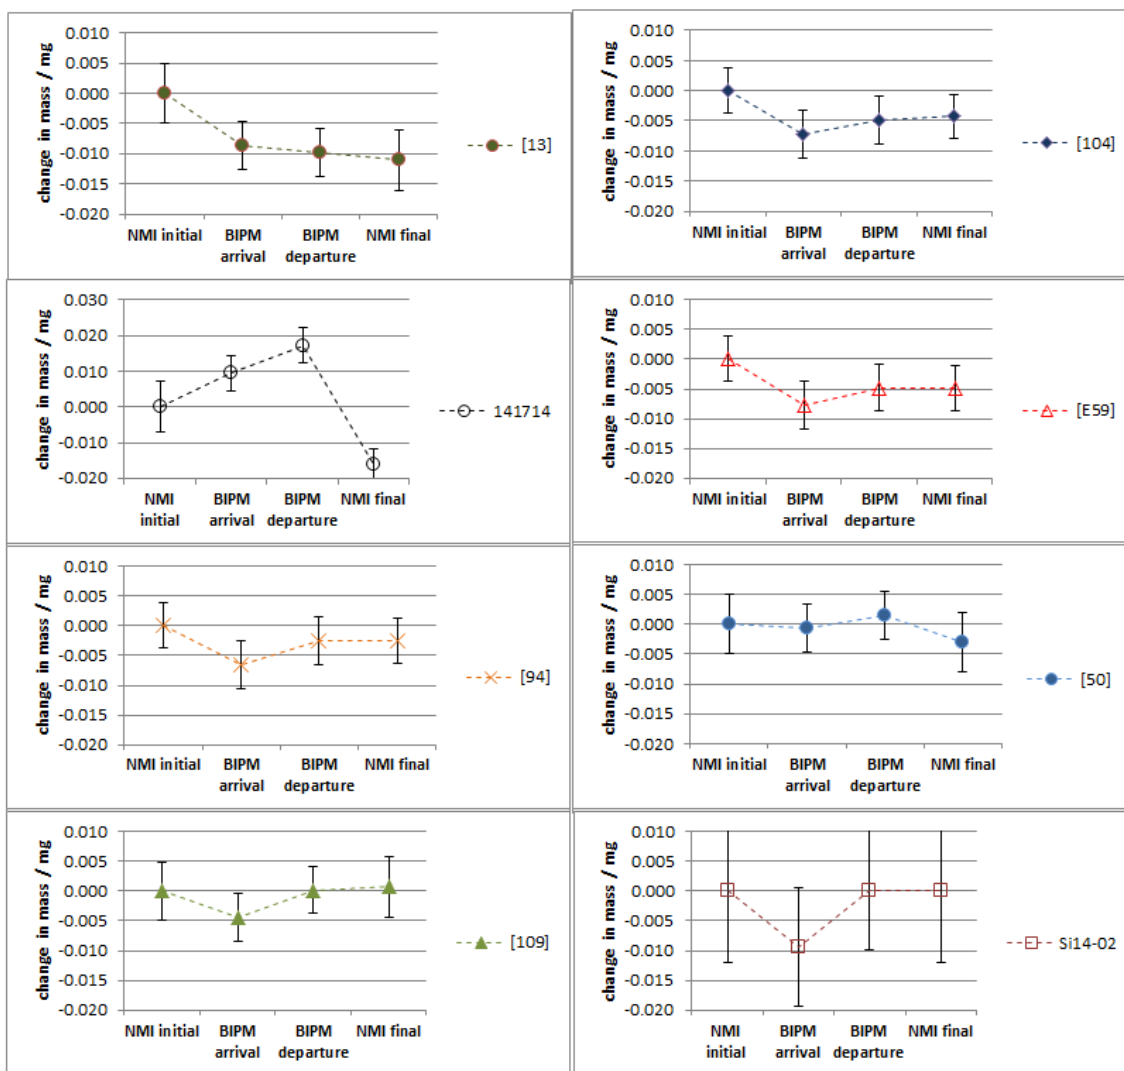 change in mass / mg
0.010
0.005
0.000
-0.005
-0.010
-0.015
-0.020
NMI initial
BIPM arrival
BIPM departure
NMI final
[13]
change in mass / mg
0.010
0.005
0.000
-0.005
-0.010
-0.015
-0.020
NMI initial
BIPM arrival
BIPM departure
NMI final
[104]
change in mass / mg
0.030
0.020
0.010
0.000
-0.010
-0.020
NMI initial
BIPM arrival
BIPM departure
NMI final
141714
change in mass / mg
0.010
0.005
0.000
-0.005
-0.010
-0.015
-0.020
NMI initial
BIPM arrival
BIPM departure
NMI final
[E59]
change in mass / mg
0.010
0.005
0.000
-0.005
-0.010
-0.015
-0.020
NMI initial
BIPM arrival
BIPM departure
NMI final
[94]
change in mass / mg
0.010
0.005
0.000
-0.005
-0.010
-0.015
-0.020
NMI initial
BIPM arrival
BIPM departure
NMI final
[50]
change in mass / mg
0.010
0.005
0.000
-0.005
-0.010
-0.015
-0.020
NMI initial
BIPM arrival
BIPM departure
NMI final
[109]
change in mass / mg
0.010
0.005
0.000
-0.005
-0.010
-0.015
-0.020
NMI initial
BIPM arrival
BIPM departure
NMI final
Si14-02